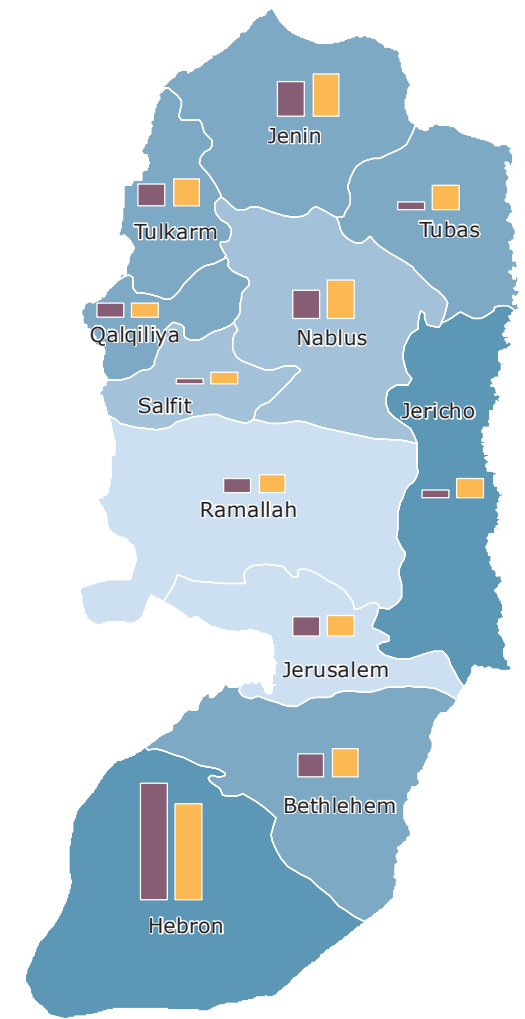 Jenin
Tulkarm
Tubas
Qalqiliya
Nablus
Salfit
Jericho
Ramallah
Jerusalem
Bethlehem
Hebron